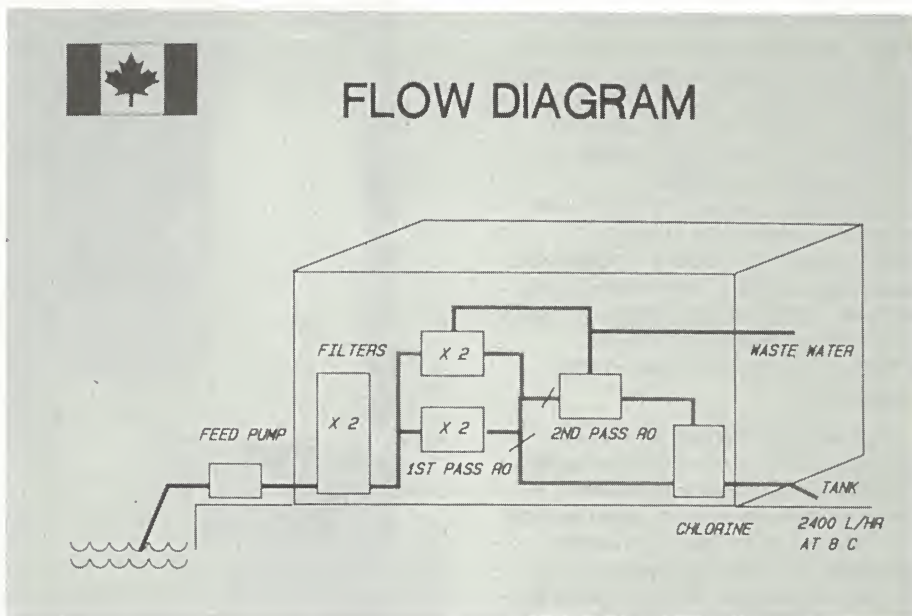 FLOW DIAGRAM
FILTERS
X 2
X 2
X 2
WASTE WATER
FEED PUMP
1ST PASS RO
2ND PASS RO
TANK
CHLORINE
2400 L/HR
AT 8 C